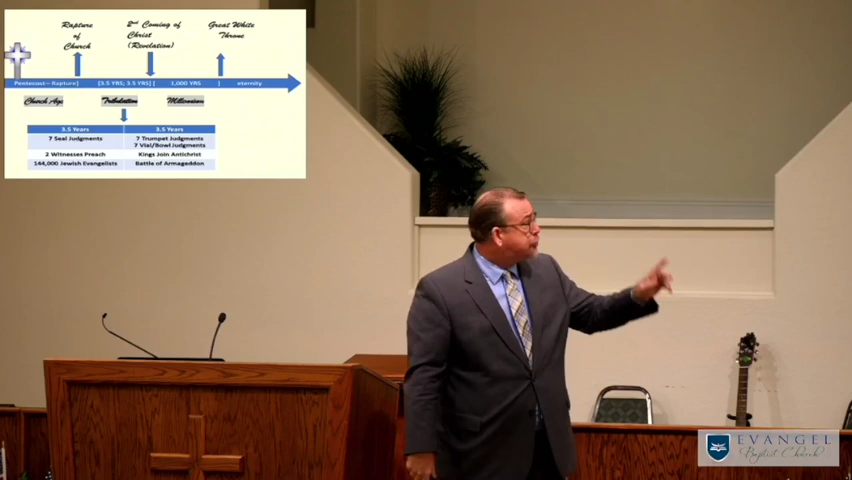 Rapture
of
Church
2nd Coming of
Christ
(Revelation)
Great White
Throne
Pentecost – Rapture] [3.5 YRS; 3.5 YRS] [ 1,000 YRS ] eternity
Church Age Tribulation Millennium
3.5 Years 3.5 Years
7 Seal Judgments 7 Trumpet Judgments
7 Vial/Bowl Judgments
2 Witnesses Preach Kings Join Antichrist
144,000 Jewish Evangelists Battle of Armageddon
EVANGEL
Baptist Church